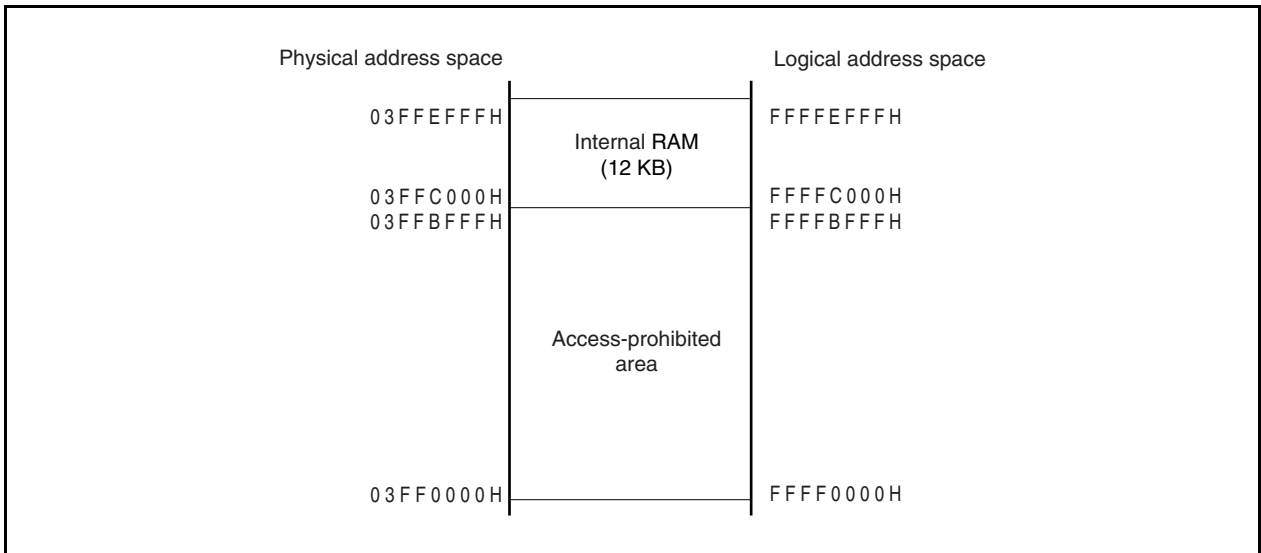 Physical address space
Logical address space
03FFEFFFH
FFFFEFFFH
Internal RAM
(12 KB)
03FFC000H
FFFFC000H
03FFBFFFH
FFFFBFFFH
Access-prohibited
area
03FF0000H
FFFF0000H